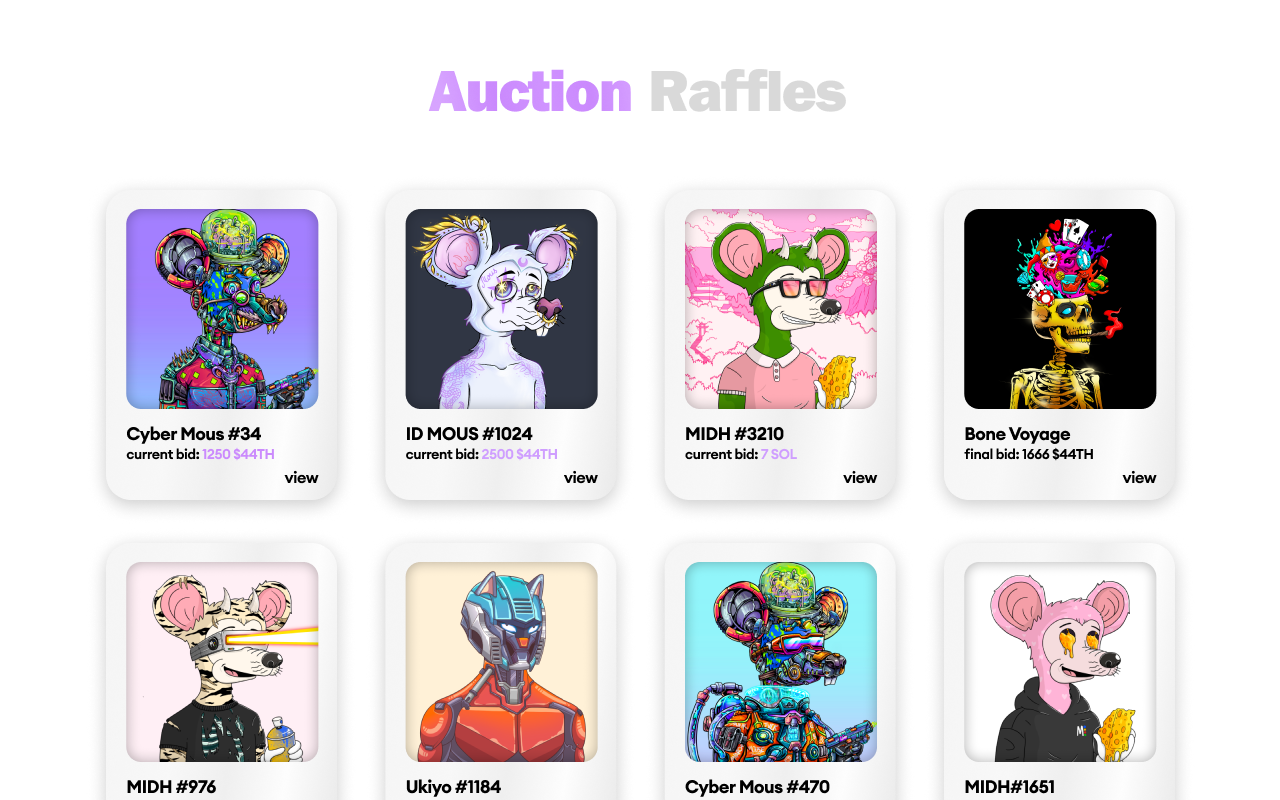 Auction Raffles
Cyber Mous #34
current bid: 1250 $44TH
view
ID MOUS #1024
current bid: 2500 $44TH
view
MIDH #3210
current bid: 7 SOL
view
Bone Voyage
final bid: 1666 $44TH
view
MIDH #976
Ukiyo #1184
Cyber Mous #470
MIDH#1651